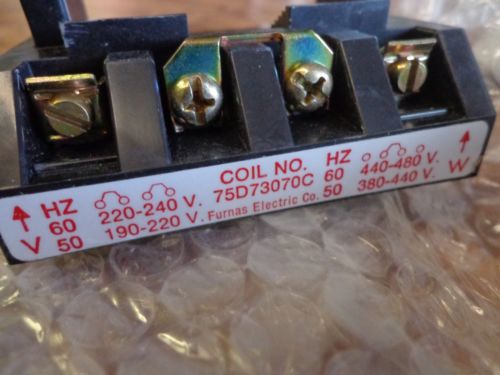 COIL NO.
75D73070C
Furnas Electric Co.
HZ
60 220-240 V.
V 50 190-220 V.
HZ
60 440-480 V.
50 380-440 V. W